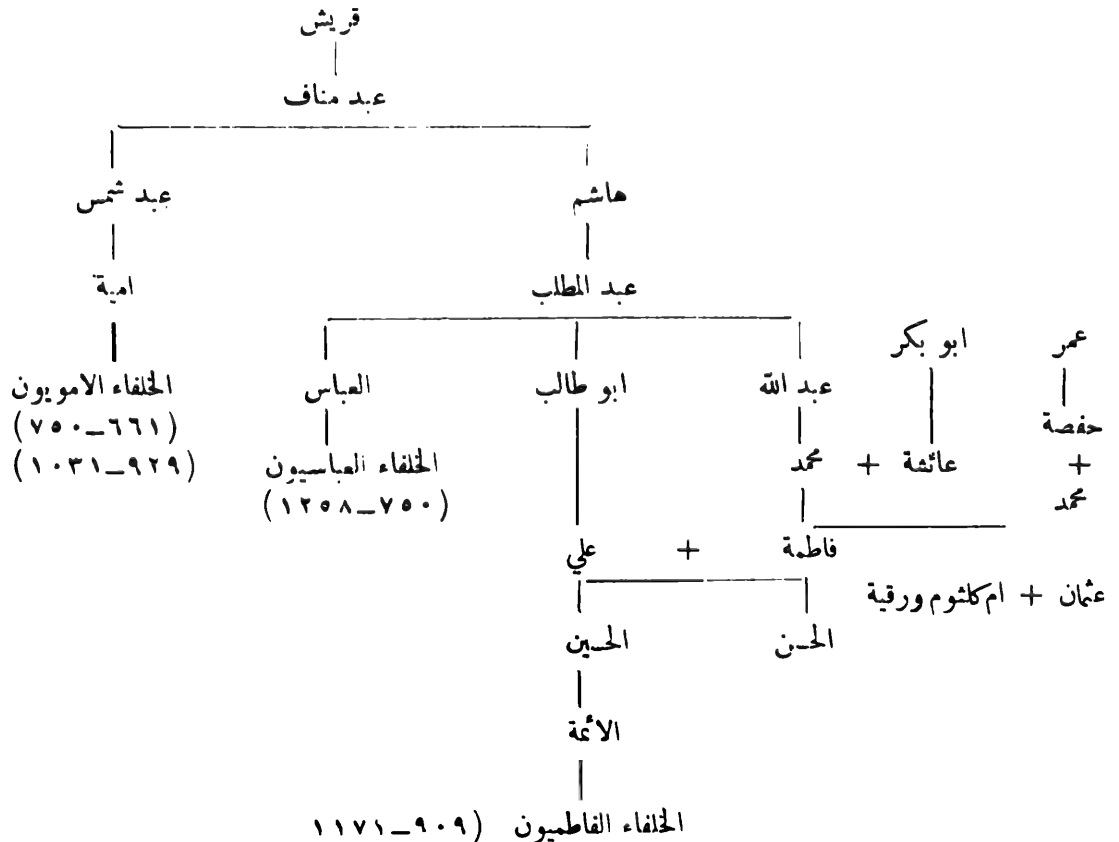 قريش
عبد مناف
هاشم
عبد شمس
عبد المطلب
امية
عمر
ابو بكر
عبد الله
ابو طالب
العباس
الخلفاء الامويون
(٦٦١–٧٥٠)
(٩٢٩–١٠٣١)
حفصة
+
محمد
محمد + عائشة
الخلفاء العباسيون
(٧٥٠–١٢٥٨)
فاطمة + علي
عثمان + ام كلثوم ورقية
الحسن
الحسين
الائمة
الخلفاء الفاطميون (٩٠٩–١١٧١